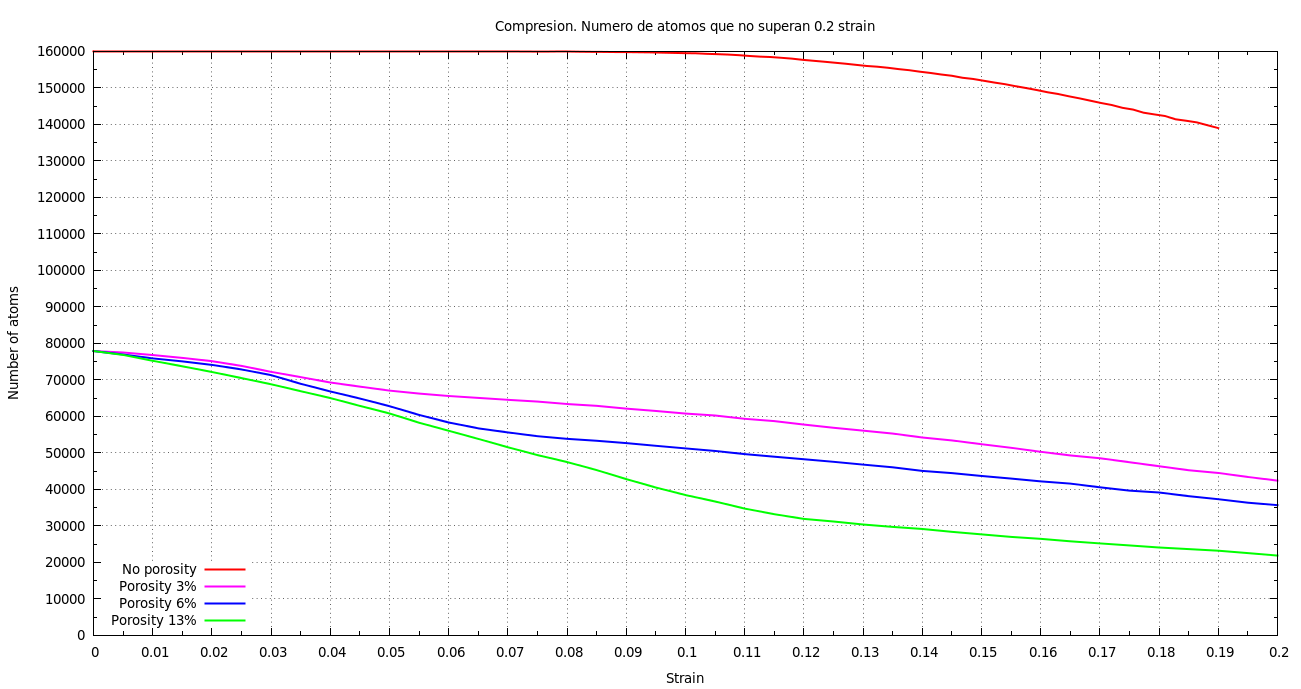 Compresion. Numero de atomos que no superan 0.2 strain
160000
150000
140000
130000
120000
110000
100000
90000
80000
70000
60000
50000
40000
30000
20000
10000
0
Number of atoms
No porosity
Porosity 3%
Porosity 6%
Porosity 13%
0 0.01 0.02 0.03 0.04 0.05 0.06 0.07 0.08 0.09 0.1 0.11 0.12 0.13 0.14 0.15 0.16 0.17 0.18 0.19 0.2
Strain